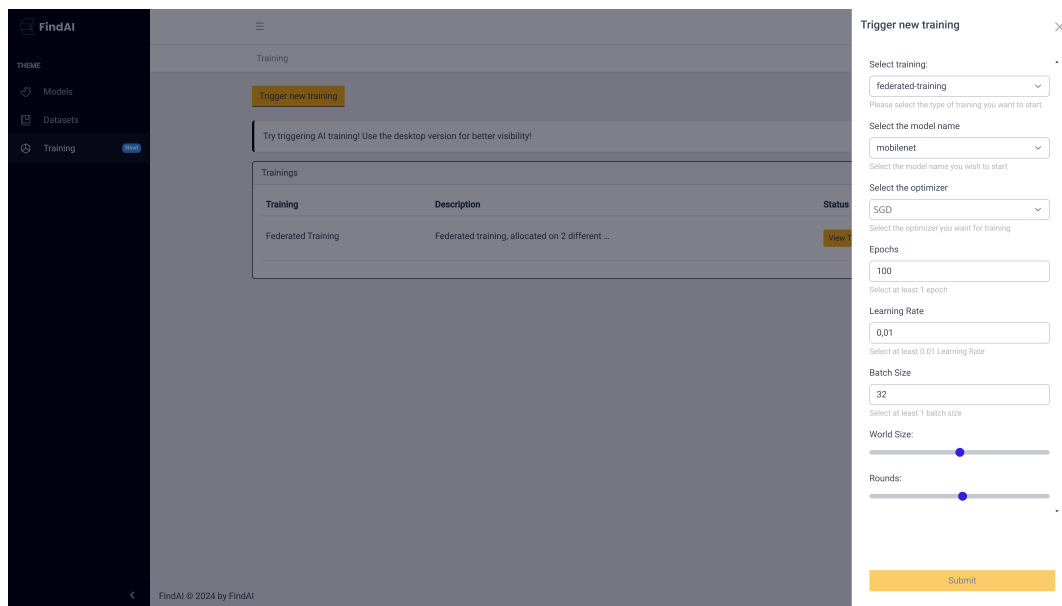 FindAI
THEME
Models
Datasets
Training New!
Training
Trigger new training
Try triggering AI training! Use the desktop version for better visibility!
Trainings
Training Description Status
Federated Training Federated training, allocated on 2 different ... View T
FindAI © 2024 by FindAI
Trigger new training
Select training:
federated-training
Please select the type of training you want to start.
Select the model name
mobilenet
Select the model name you wish to start
Select the optimizer
SGD
Select the optimizer you want for training
Epochs
100
Select at least 1 epoch
Learning Rate
0,01
Select at least 0.01 Learning Rate
Batch Size
32
Select at least 1 batch size
World Size:
Rounds:
Submit